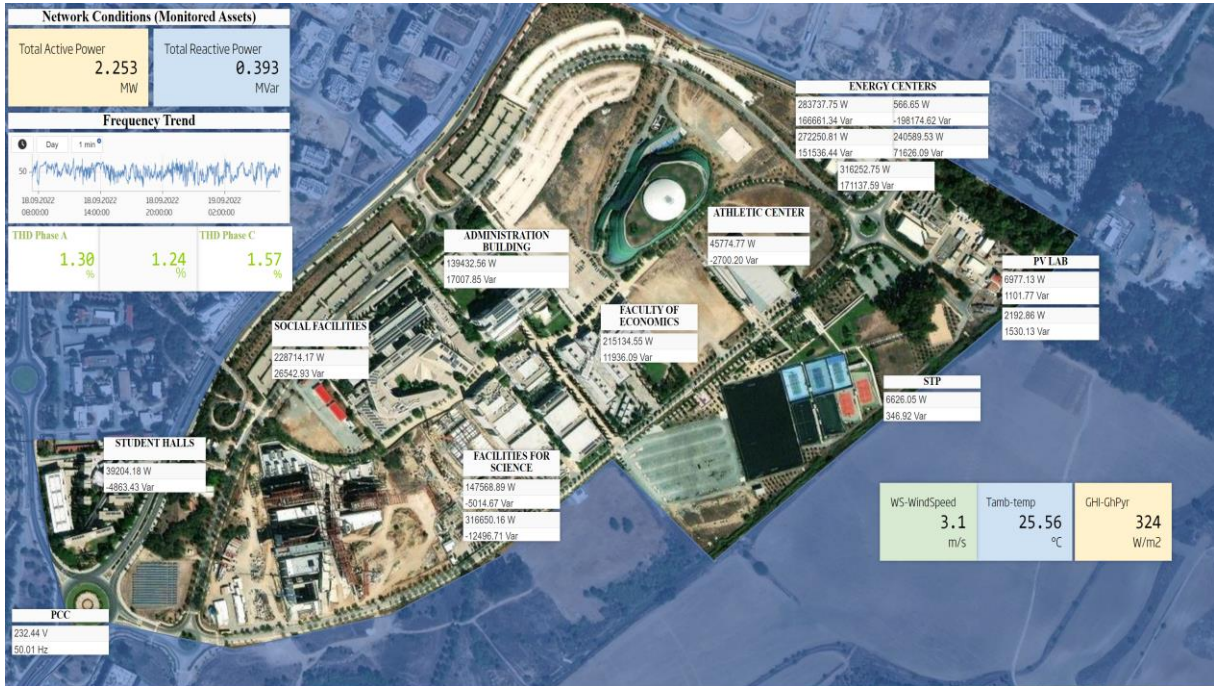 Network Conditions (Monitored Assets)
Total Active Power
2.253
MW
Total Reactive Power
0.393
MVar
Frequency Trend
Day
1 min
50
18.09.2022
08:00:00
18.09.2022
14:00:00
18.09.2022
20:00:00
19.09.2022
02:00:00
THD Phase A
1.30
%
1.24
%
THD Phase C
1.57
%
ENERGY CENTERS
283737.75 W
566.65 W
166661.34 Var
-198174.62 Var
272250.81 W
240589.53 W
151536.44 Var
71626.09 Var
316252.75 W
171137.59 Var
ATHLETIC CENTER
45774.77 W
-2700.20 Var
ADMINISTRATION
BUILDING
139432.56 W
17007.85 Var
PV LAB
6977.13 W
1101.77 Var
2192.86 W
1530.13 Var
FACULTY OF
ECONOMICS
215134.55 W
11936.09 Var
SOCIAL FACILITIES
228714.17 W
26542.93 Var
STP
6626.05 W
346.92 Var
STUDENT HALLS
39204.18 W
-4863.43 Var
FACILITIES FOR
SCIENCE
147568.89 W
-5014.67 Var
316650.16 W
-12496.71 Var
WS-WindSpeed
3.1
m/s
Tamb-temp
25.56
°C
GHI-GhPyr
324
W/m2
PCC
232.44 V
50.01 Hz